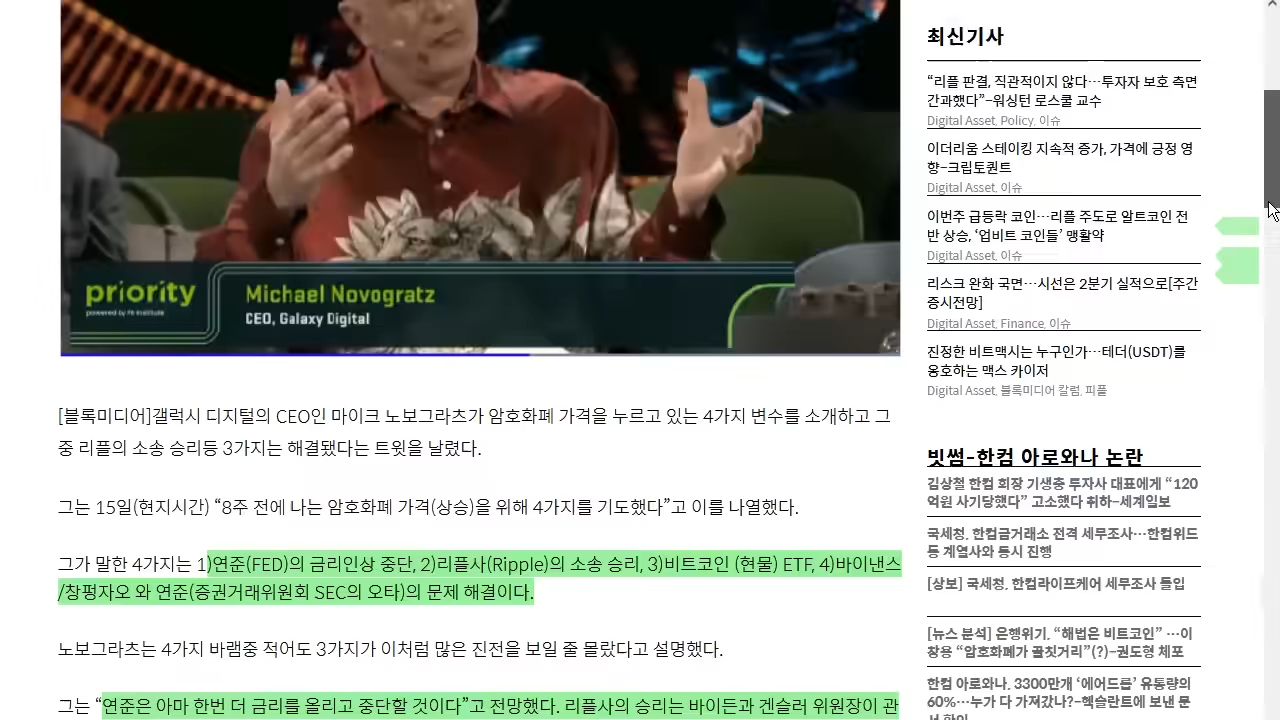 priority
powered by FII Institute
Michael Novogratz
CEO, Galaxy Digital
[블록미디어]갤럭시 디지털의 CEO인 마이크 노보그라츠가 암호화폐 가격을 누르고 있는 4가지 변수를 소개하고 그
중 리플의 소송 승리등 3가지는 해결됐다는 트윗을 날렸다.
그는 15일(현지시간) “8주 전에 나는 암호화폐 가격(상승)을 위해 4가지를 기도했다”고 이를 나열했다.
그가 말한 4가지는 1)연준(FED)의 금리인상 중단, 2)리플사(Ripple)의 소송 승리, 3)비트코인 (현물) ETF, 4)바이낸스
/창펑자오 와 연준(증권거래위원회 SEC의 오타)의 문제 해결이다.
노보그라츠는 4가지 바램중 적어도 3가지가 이처럼 많은 진전을 보일 줄 몰랐다고 설명했다.
그는 “연준은 아마 한번 더 금리를 올리고 중단할 것이다”고 전망했다. 리플사의 승리는 바이든과 겐슬러 위원장이 관
최신기사
“리플 판결, 직관적이지 않다…투자자 보호 측면
간과했다”-워싱턴 로스쿨 교수
Digital Asset, Policy, 이슈
이더리움 스테이킹 지속적 증가, 가격에 긍정 영
향-크립토퀀트
Digital Asset, 이슈
이번주 급등락 코인…리플 주도로 알트코인 전
반 상승, ‘업비트 코인들’ 맹활약
Digital Asset, 이슈
리스크 완화 국면…시선은 2분기 실적으로[주간
증시전망]
Digital Asset, Finance, 이슈
진정한 비트맥시는 누구인가…테더(USDT)를
옹호하는 맥스 카이저
Digital Asset, 블록미디어 칼럼, 피플
빗썸-한컴 아로와나 논란
김상철 한컴 회장 기생충 투자사 대표에게 “120
억원 사기당했다” 고소했다 취하-세계일보
국세청, 한컴금거래소 전격 세무조사…한컴위드
등 계열사와 동시 진행
[상보] 국세청, 한컴라이프케어 세무조사 돌입
[뉴스 분석] 은행위기, “해법은 비트코인” …이
창용 “암호화폐가 골칫거리”(?)-권도형 체포
한컴 아로와나, 3300만개 ‘에어드롭’ 유통량의
60%…누가 다 가져갔나?-헥슬란트에 보낸 문
서 확인